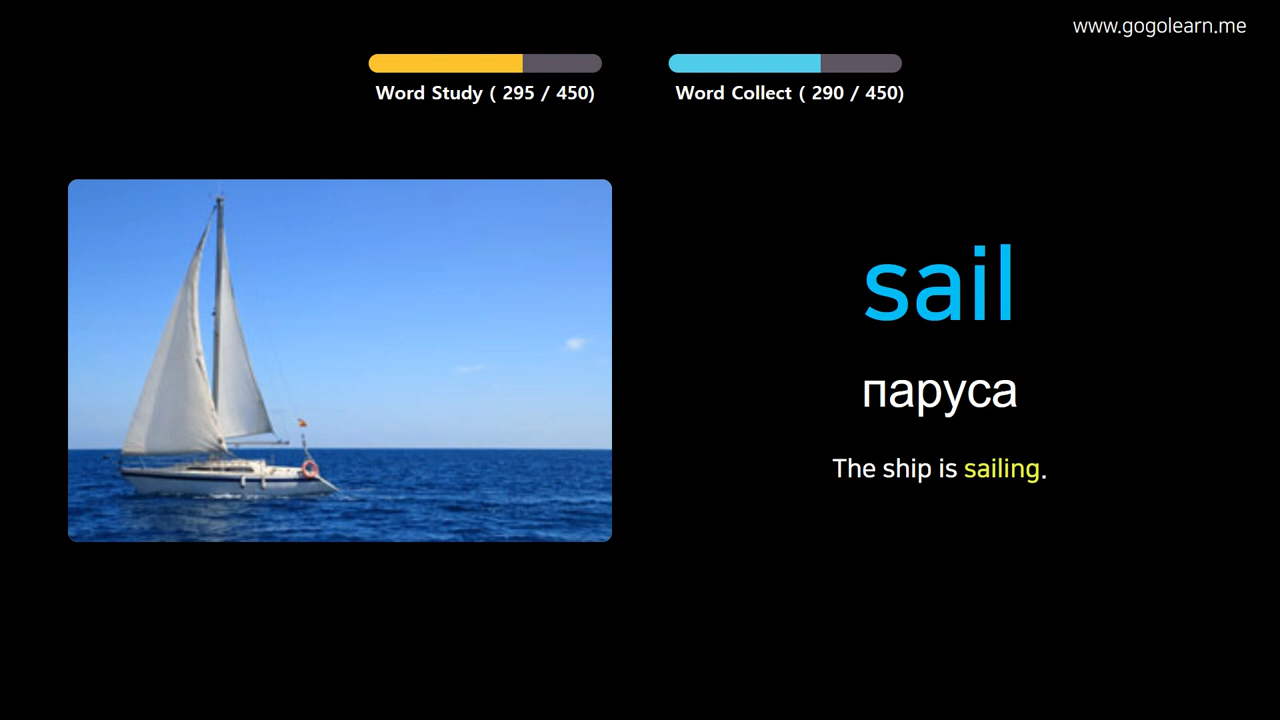 www.gogolearn.me
Word Study ( 295 / 450)
Word Collect ( 290 / 450)
sail
паруса
The ship is sailing.